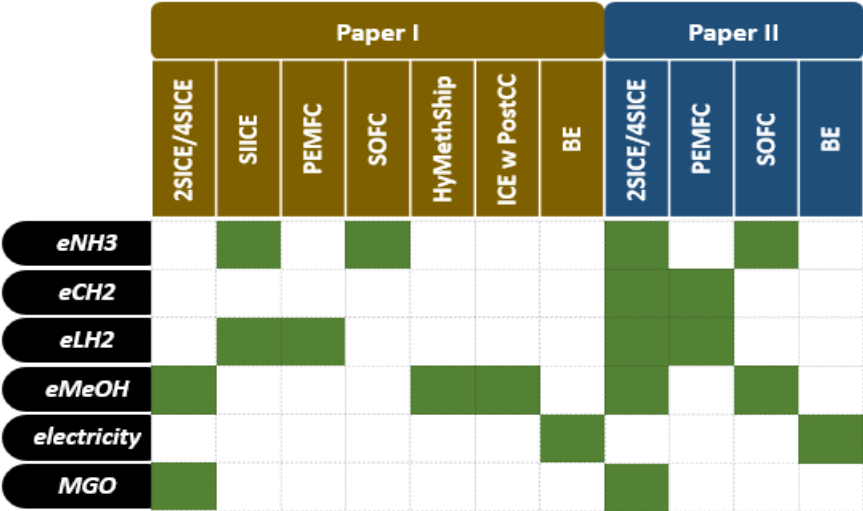 Paper I
Paper II
2SICE/4SICE
SIICE
PEMFC
SOFC
HyMethShip
ICE w PostCC
BE
2SICE/4SICE
PEMFC
SOFC
BE
eNH3
eCH2
eLH2
eMeOH
electricity
MGO